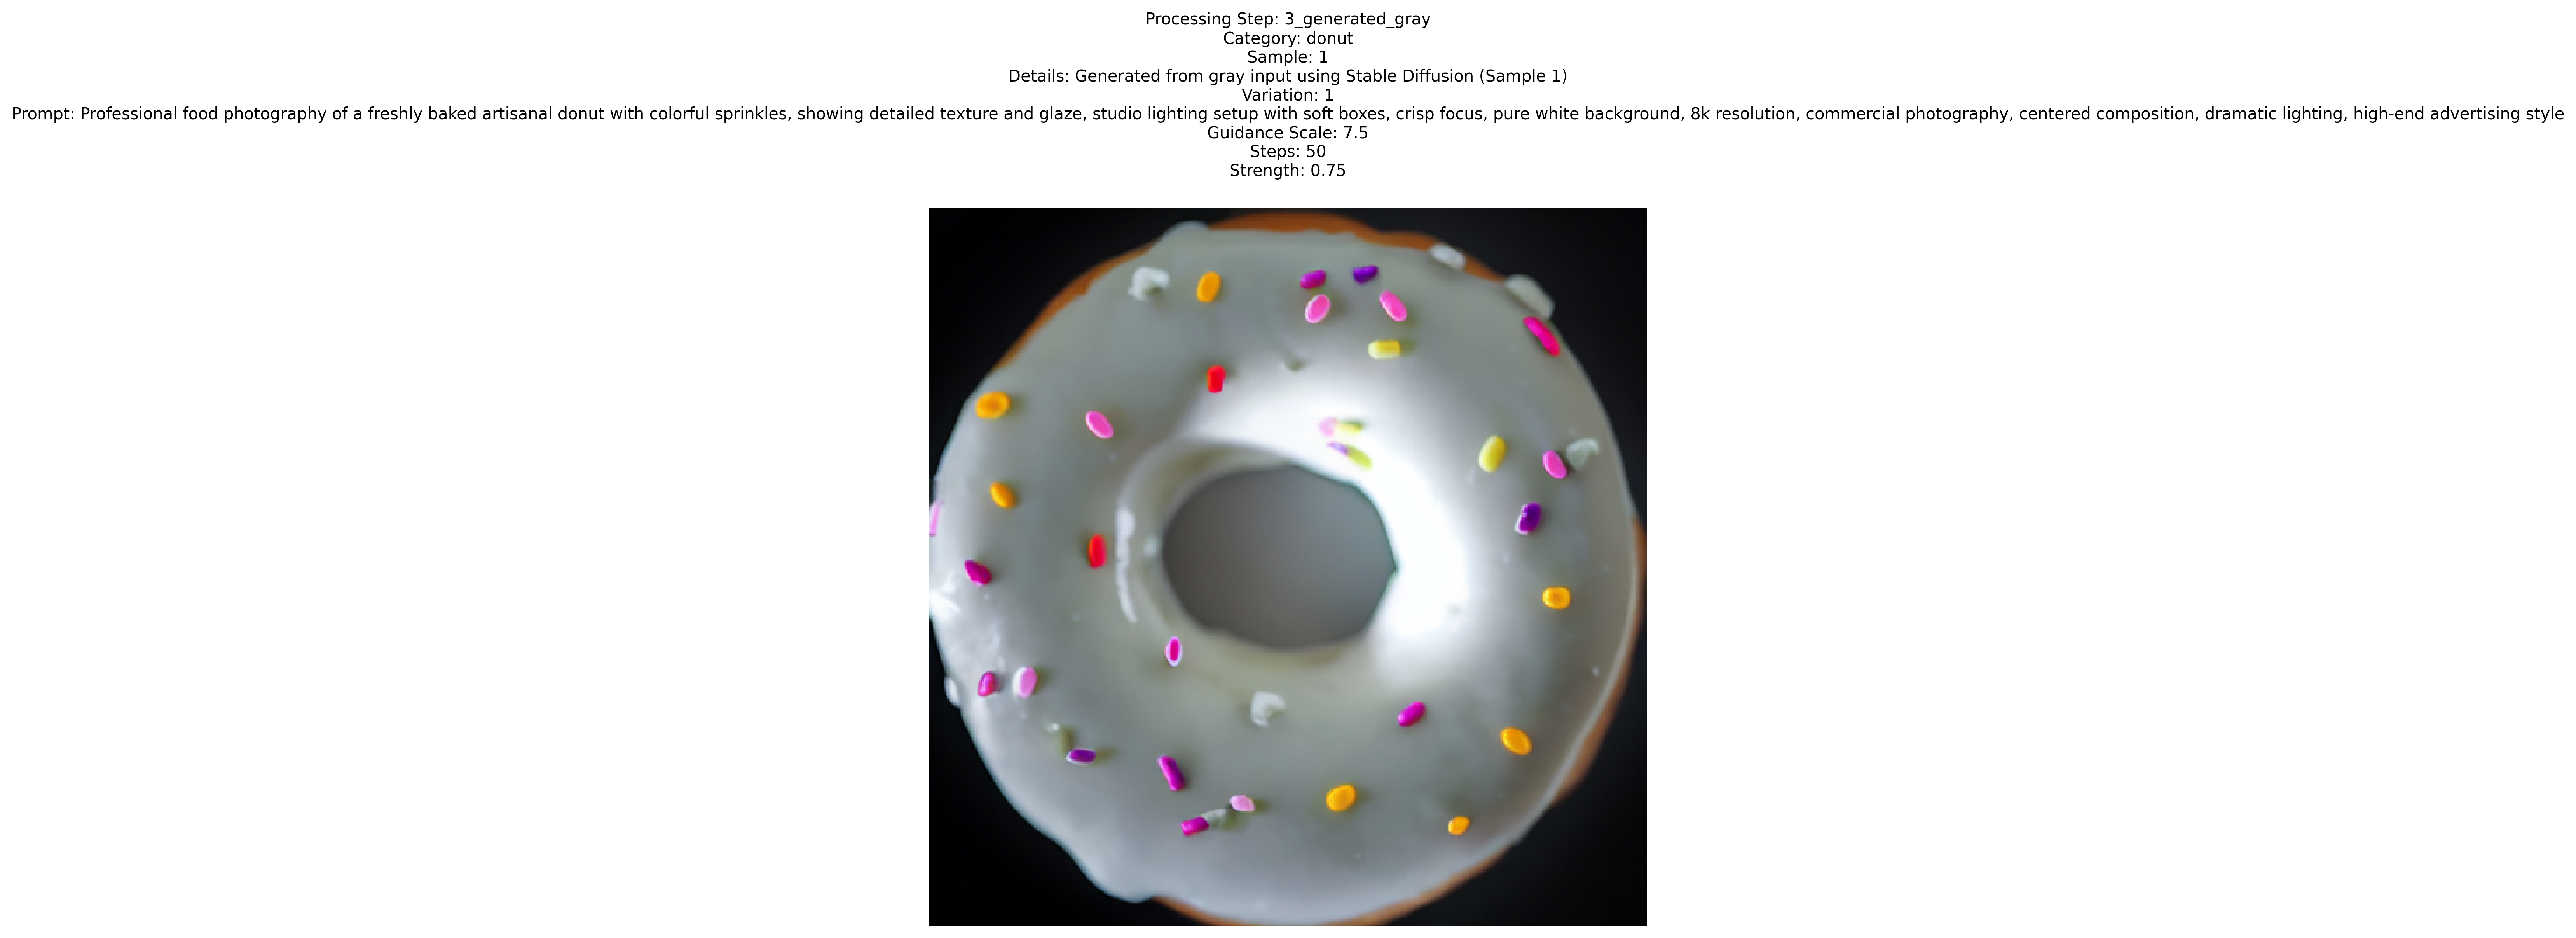 Processing Step: 3_generated_gray
Category: donut
Sample: 1
Details: Generated from gray input using Stable Diffusion (Sample 1)
Variation: 1
Prompt: Professional food photography of a freshly baked artisanal donut with colorful sprinkles, showing detailed texture and glaze, studio lighting setup with soft boxes, crisp focus, pure white background, 8k resolution, commercial photography, centered composition, dramatic lighting, high-end advertising style
Guidance Scale: 7.5
Steps: 50
Strength: 0.75